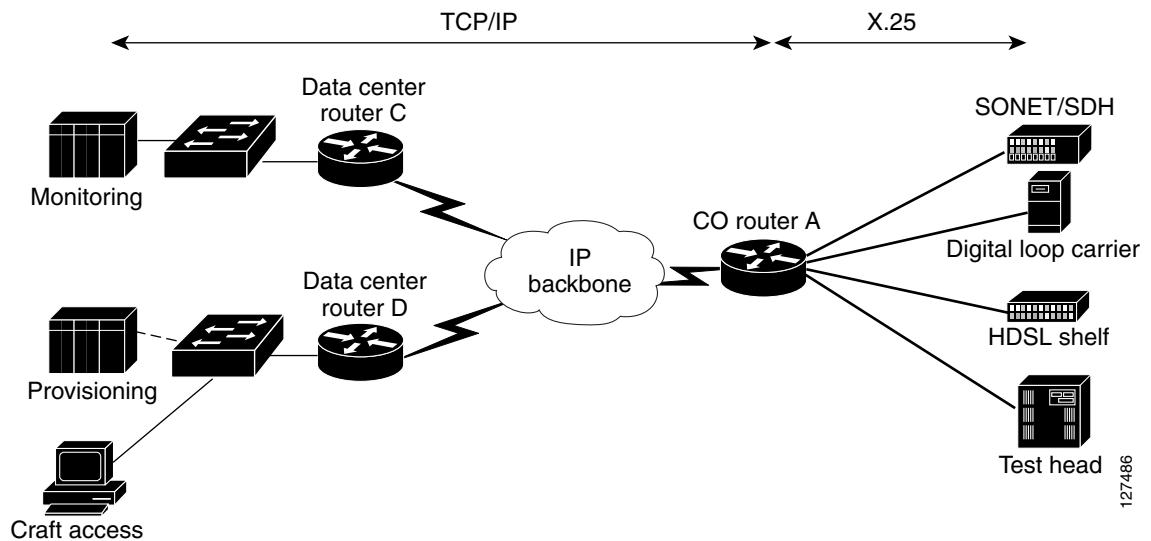 TCP/IP
X.25
Data center
router C
SONET/SDH
Monitoring
CO router A
Digital loop carrier
IP
backbone
Data center
router D
HDSL shelf
Provisioning
Test head
Craft access
127486